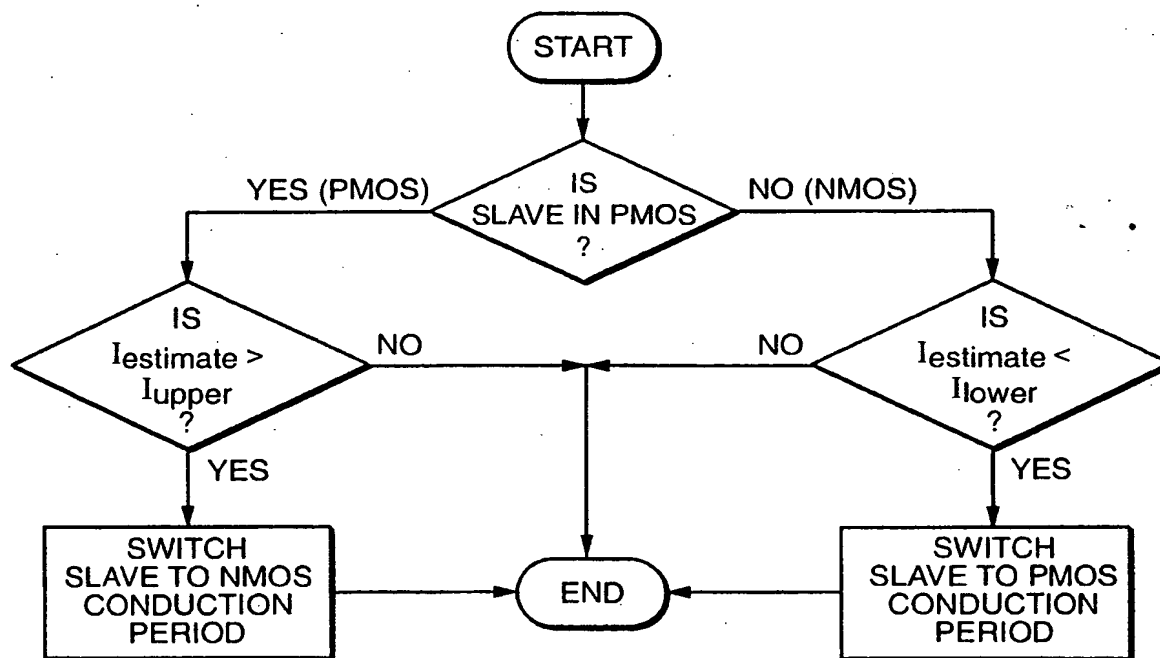 START
IS
SLAVE IN PMOS
?
YES (PMOS)
NO (NMOS)
IS
Iestimate >
Iupper
?
NO
YES
IS
Iestimate <
Ilower
?
NO
YES
SWITCH
SLAVE TO NMOS
CONDUCTION
PERIOD
END
SWITCH
SLAVE TO PMOS
CONDUCTION
PERIOD